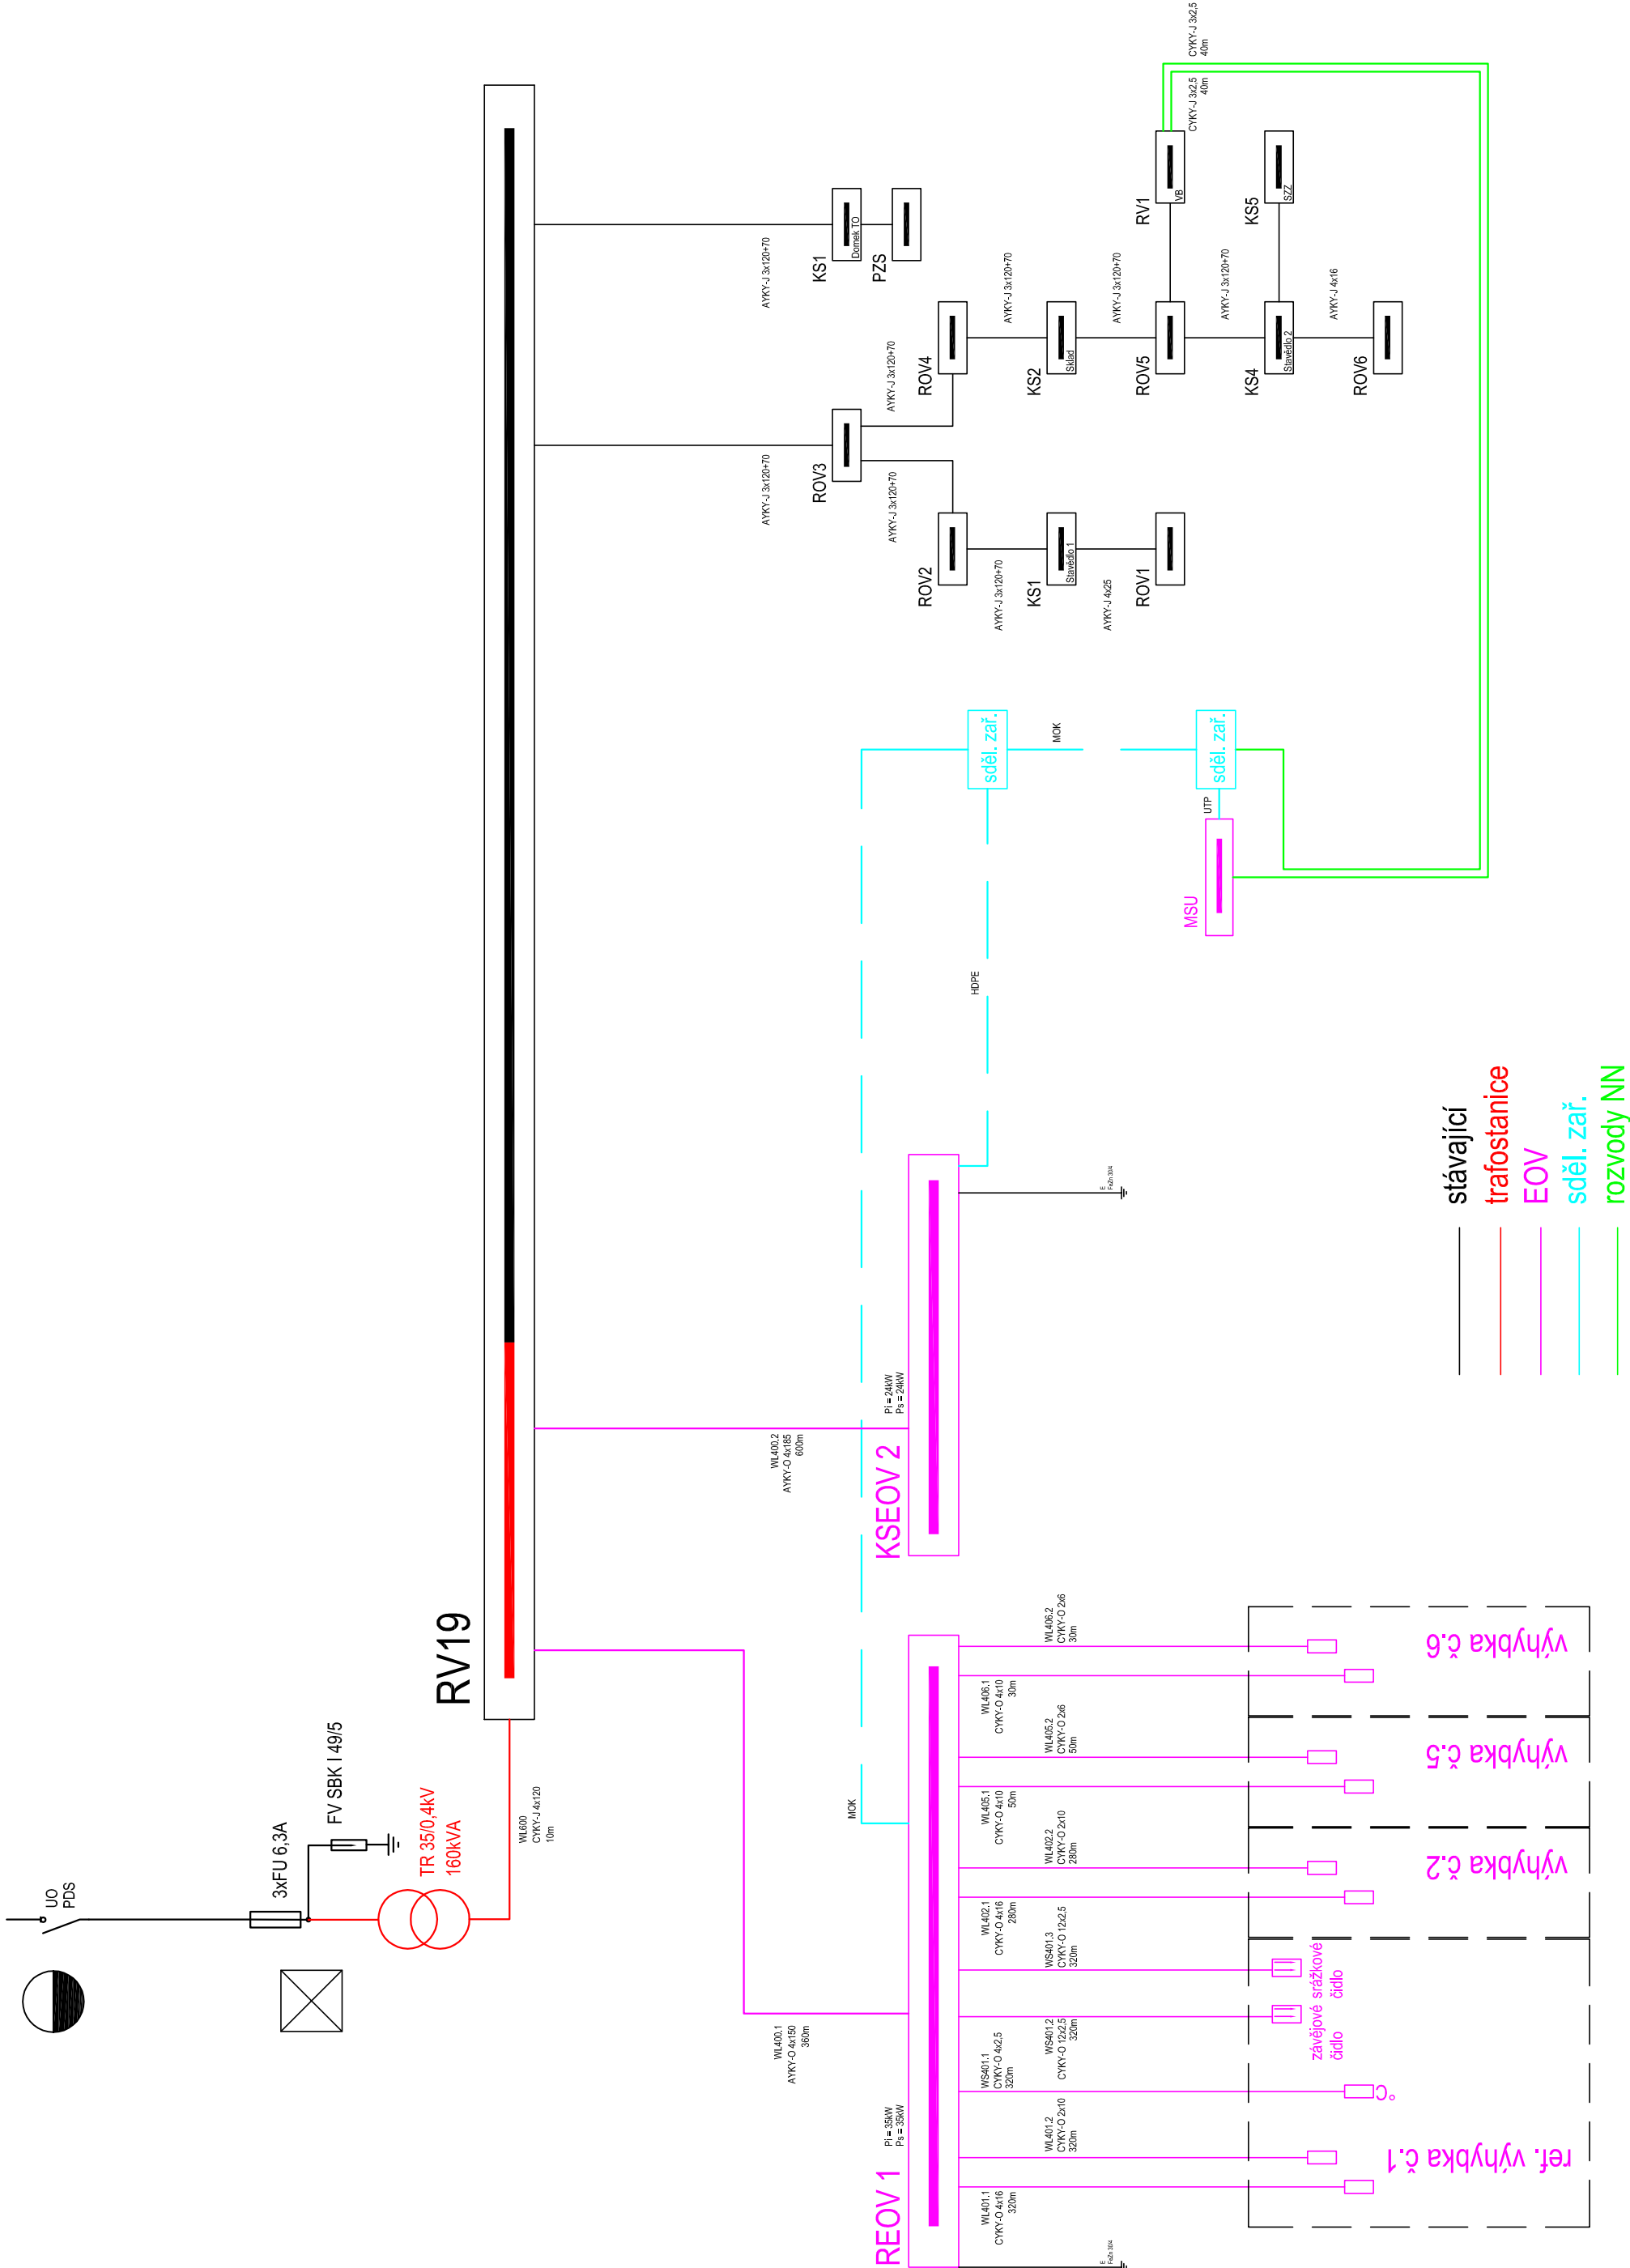 UO
PDS
3xFU 6,3A
FV SBK I 49/5
TR 35/0,4kV
160kVA
WL600
CYKY-J 4x120
10m
RV19
AYKY-J 3x120+70
KS1
Domek TO
PZS
AYKY-J 3x120+70
ROV3
AYKY-J 3x120+70
ROV4
AYKY-J 3x120+70
KS2
Sklad
AYKY-J 3x120+70
ROV5
RV1
VB
CYKY-J 3x2,5
40m
CYKY-J 3x2,5
40m
AYKY-J 3x120+70
KS4
Stavědlo 2
KS5
SZZ
AYKY-J 4x16
ROV6
AYKY-J 3x120+70
ROV2
AYKY-J 3x120+70
KS1
Stavědlo 1
AYKY-J 4x25
ROV1
sděl. zař.
MOK
sděl. zař.
UTP
MSU
HDPE
MOK
WL400.2
AYKY-O 4x185
600m
Pi = 24kW
Ps = 24kW
KSEOV 2
E
FeZn 30/4
WL400.1
AYKY-O 4x150
360m
Pi = 35kW
Ps = 35kW
REOV 1
E
FeZn 30/4
WL401.1
CYKY-O 4x16
320m
WL401.2
CYKY-O 2x10
320m
WS401.1
CYKY-O 4x2,5
320m
WS401.2
CYKY-O 12x2,5
320m
WS401.3
CYKY-O 12x2,5
320m
WL402.1
CYKY-O 4x16
280m
WL402.2
CYKY-O 2x10
280m
WL405.1
CYKY-O 4x10
50m
WL405.2
CYKY-O 2x6
50m
WL406.1
CYKY-O 4x10
30m
WL406.2
CYKY-O 2x6
30m
ref. výhybka č.1
°C
závějové
čidlo
srážkové
čidlo
výhybka č.2
výhybka č.5
výhybka č.6
stávající
trafostanice
EOV
sděl. zař.
rozvody NN